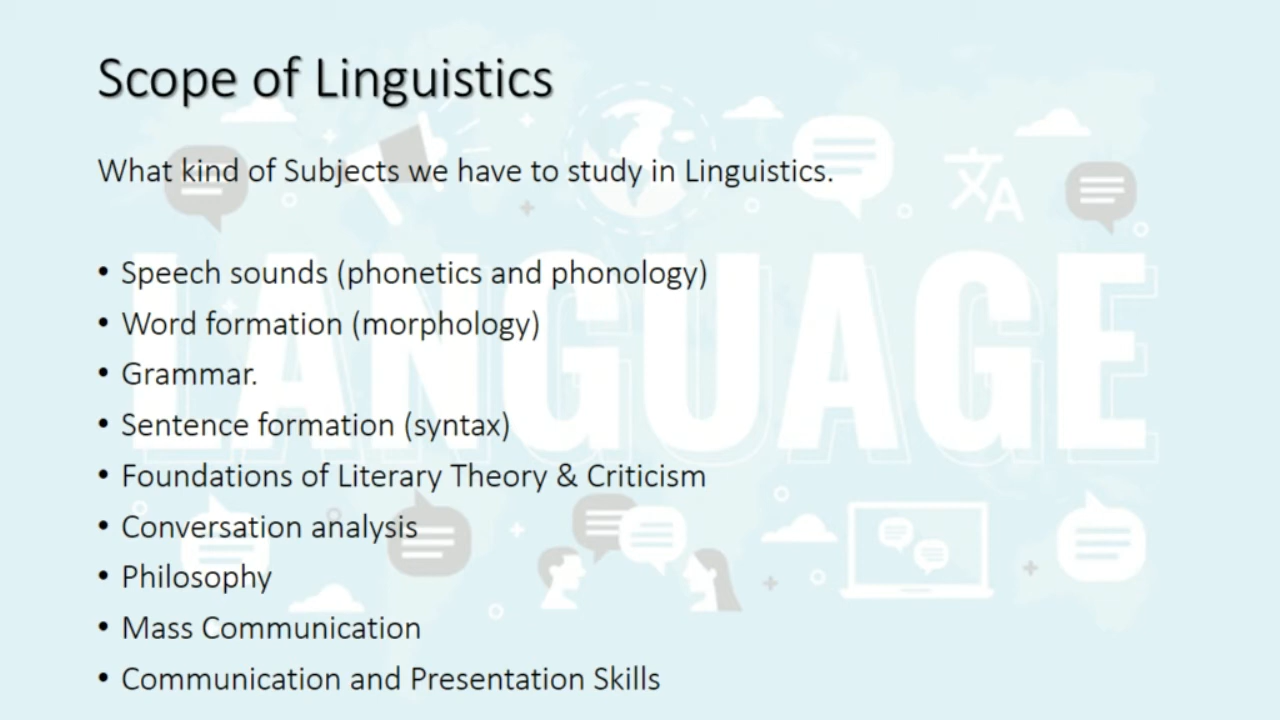 Scope of Linguistics
What kind of Subjects we have to study in Linguistics.
• Speech sounds (phonetics and phonology)
• Word formation (morphology)
• Grammar.
• Sentence formation (syntax)
• Foundations of Literary Theory & Criticism
• Conversation analysis
• Philosophy
• Mass Communication
• Communication and Presentation Skills
LANGUAGE
文A